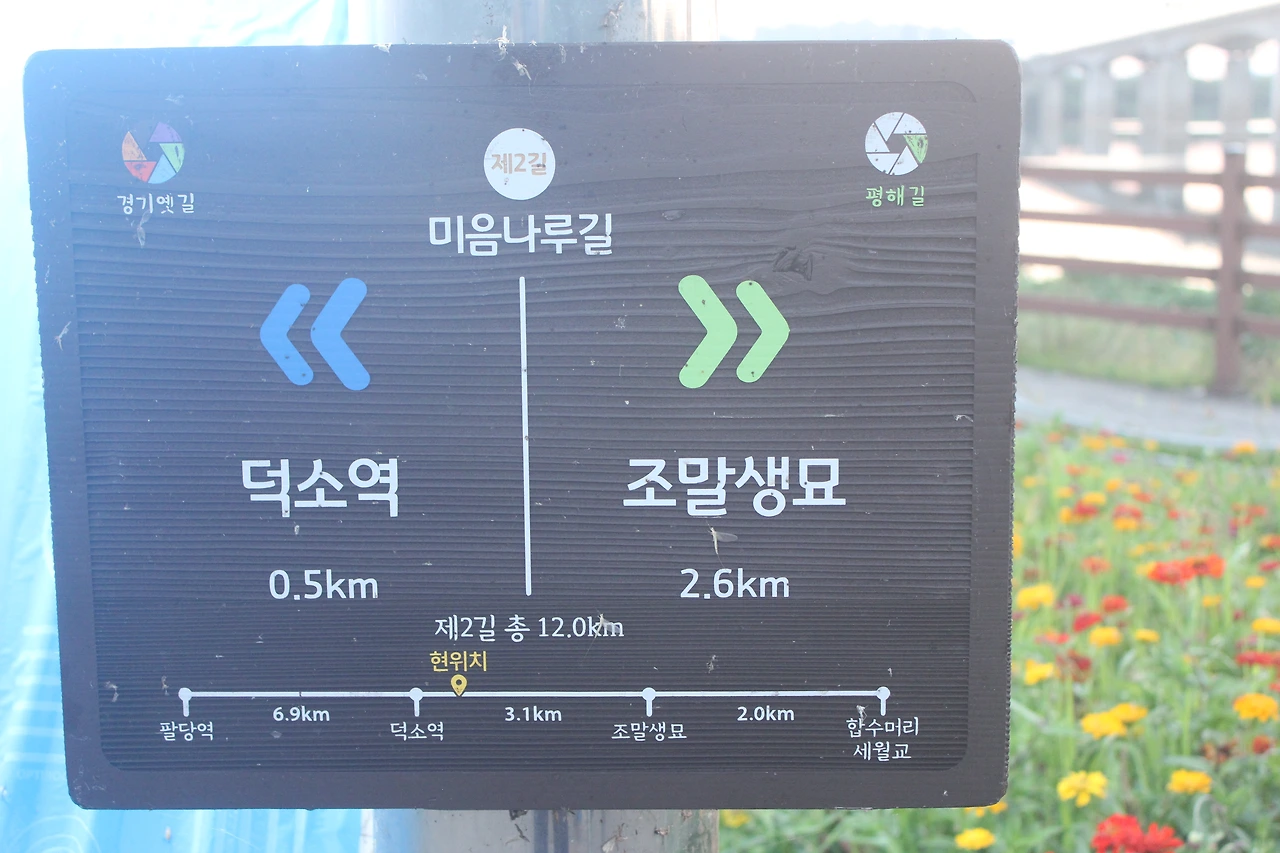 경기옛길
제2길
평해길
미음나루길
덕소역
조말생묘
0.5km
2.6km
제2길 총 12.0km
현위치
6.9km
3.1km
2.0km
팔당역
덕소역
조말생묘
합수머리
세월교